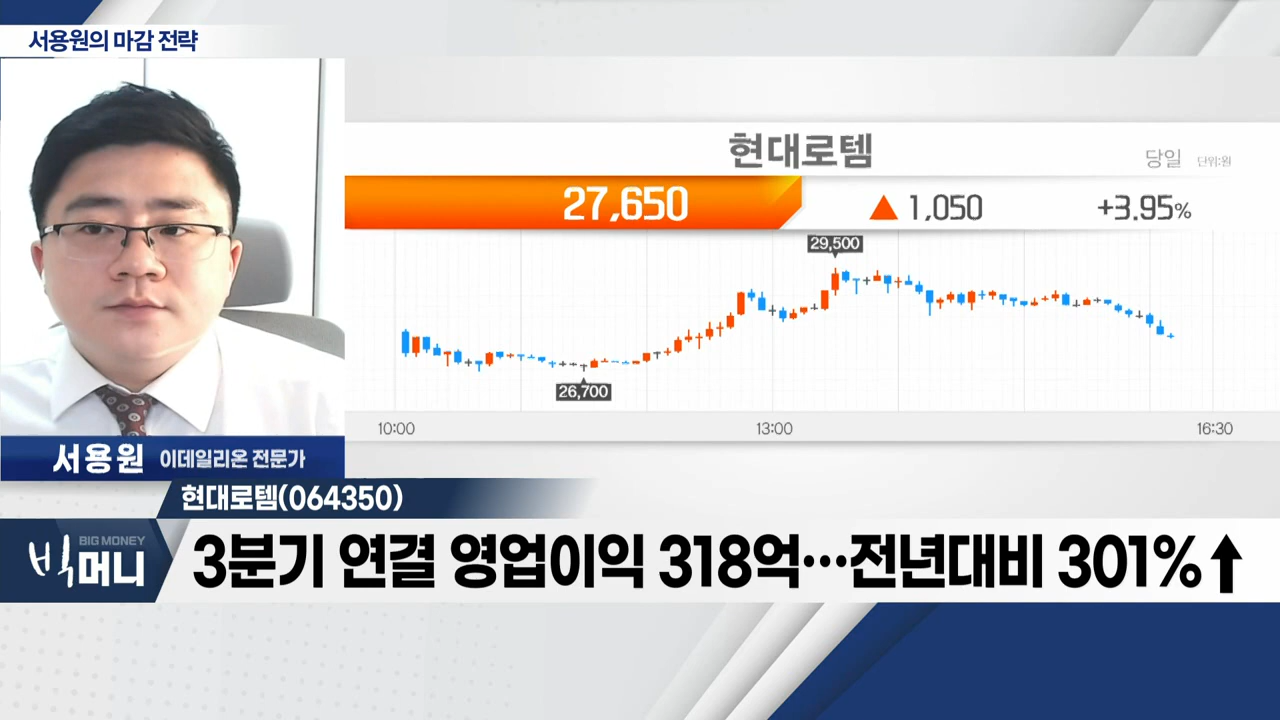 서용원의 마감 전략
현대로템
당일 단위:원
27,650 ▲ 1,050 +3.95%
29,500
26,700
10:00 13:00 16:30
서용원 이데일리온 전문가
현대로템(064350)
BIG MONEY
빅머니
3분기 연결 영업이익 318억…전년대비 301%↑